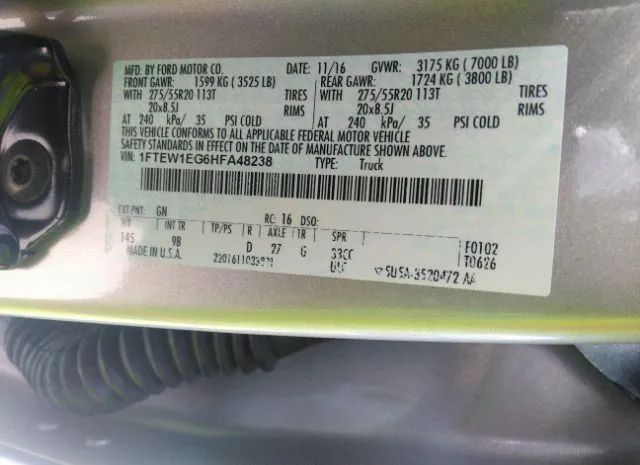 MFD. BY FORD MOTOR CO. DATE: 11/16 GVWR: 3175 KG ( 7000 LB)
FRONT GAWR: 1599 KG ( 3525 LB) REAR GAWR: 1724 KG ( 3800 LB)
WITH 275/55R20 113T TIRES WITH 275/55R20 113T TIRES
20x8.5J RIMS 20x8.5J RIMS
AT 240 kPa/ 35 PSI COLD AT 240 kPa/ 35 PSI COLD
THIS VEHICLE CONFORMS TO ALL APPLICABLE FEDERAL MOTOR VEHICLE
SAFETY STANDARDS IN EFFECT ON THE DATE OF MANUFACTURE SHOWN ABOVE.
VIN: 1FTEW1EG6HFA48238 TYPE: Truck
EXT PNT: GN RC: 16 DSO:
WB INT TR TP/PS R AXLE TR SPR
145 9B D 27 G F0102
MADE IN U.S.A. T0626